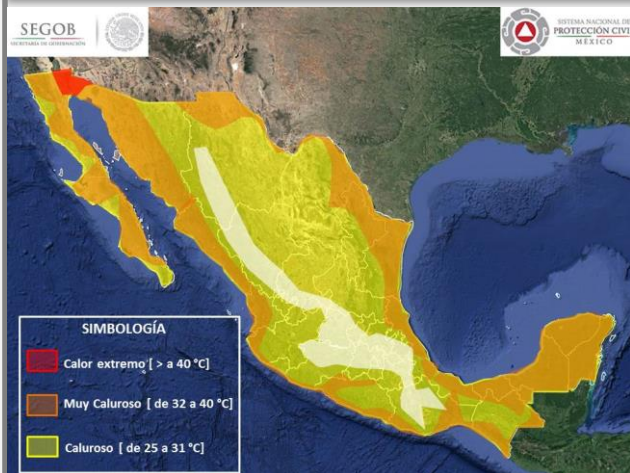 SEGOB
SECRETARÍA DE GOBERNACIÓN
SISTEMA NACIONAL DE
PROTECCIÓN CIVIL
MÉXICO
SIMBOLOGÍA
Calor extremo [ > a 40 °C]
Muy Caluroso [ de 32 a 40 °C]
Caluroso [ de 25 a 31 °C]